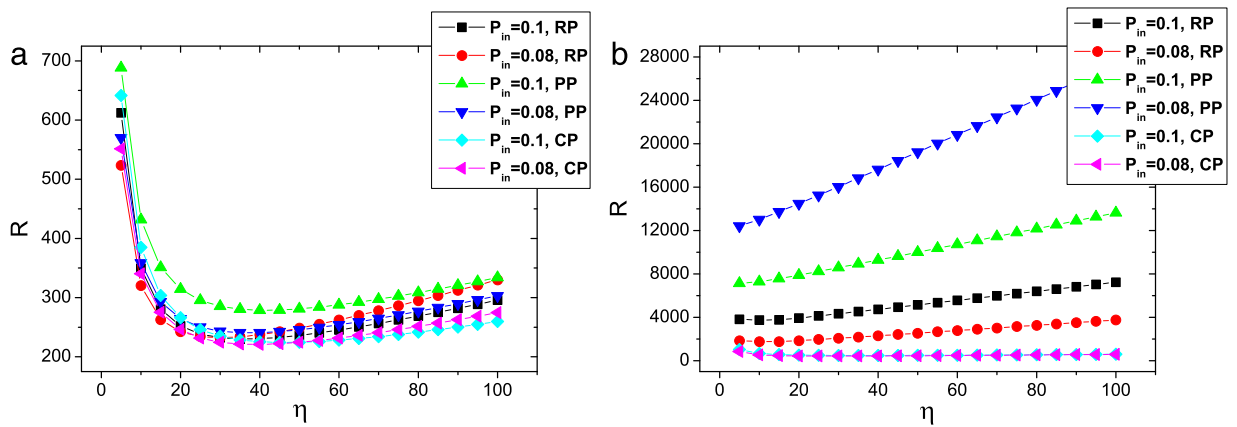 a
P_in=0.1, RP
P_in=0.08, RP
P_in=0.1, PP
P_in=0.08, PP
P_in=0.1, CP
P_in=0.08, CP
700
600
500
400
300
200
R
0 20 40 60 80 100
η
b
P_in=0.1, RP
P_in=0.08, RP
P_in=0.1, PP
P_in=0.08, PP
P_in=0.1, CP
P_in=0.08, CP
28000
24000
20000
16000
12000
8000
4000
0
R
0 20 40 60 80 100
η